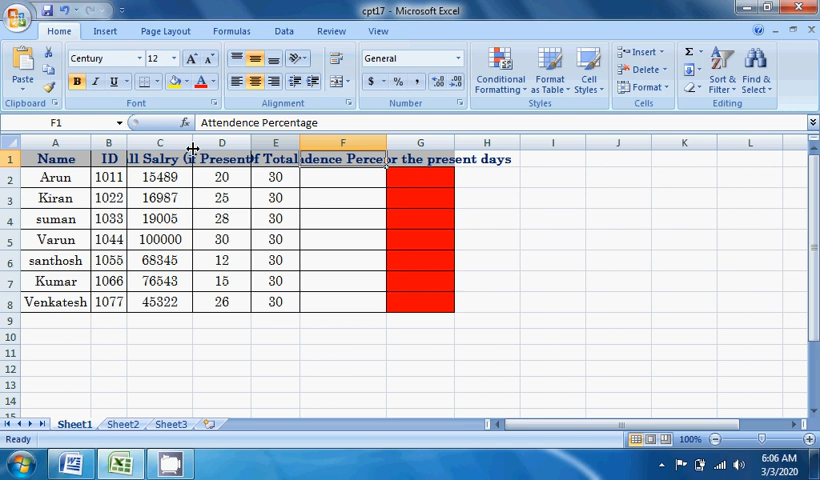 cpt17 - Microsoft Excel
Home Insert Page Layout Formulas Data Review View
Paste
Clipboard
Century 12
B I U
Font
Alignment
General
$ % ,
Number
Conditional Formatting
Format as Table
Cell Styles
Styles
Insert
Delete
Format
Cells
Sort & Filter
Find & Select
Editing
F1 fx Attendence Percentage
A B C D E F G H I J K L
1 Name ID ll Salry ( Present f Total dence Perce or the present days
2 Arun 1011 15489 20 30
3 Kiran 1022 16987 25 30
4 suman 1033 19005 28 30
5 Varun 1044 100000 30 30
6 santhosh 1055 68345 12 30
7 Kumar 1066 76543 15 30
8 Venkatesh 1077 45322 26 30
9
10
11
12
13
14
15
Sheet1 Sheet2 Sheet3
Ready 100%
6:06 AM
3/3/2020